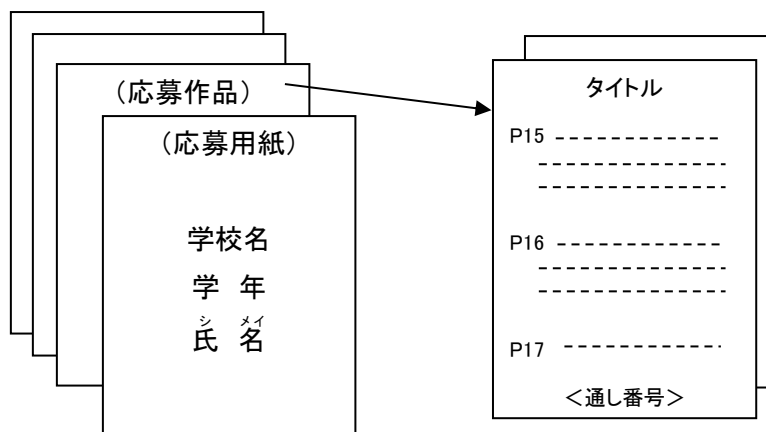 (応募作品)
(応募用紙)
学校名
学 年
シ メイ
氏 名
タイトル
P15
P16
P17
<通し番号>